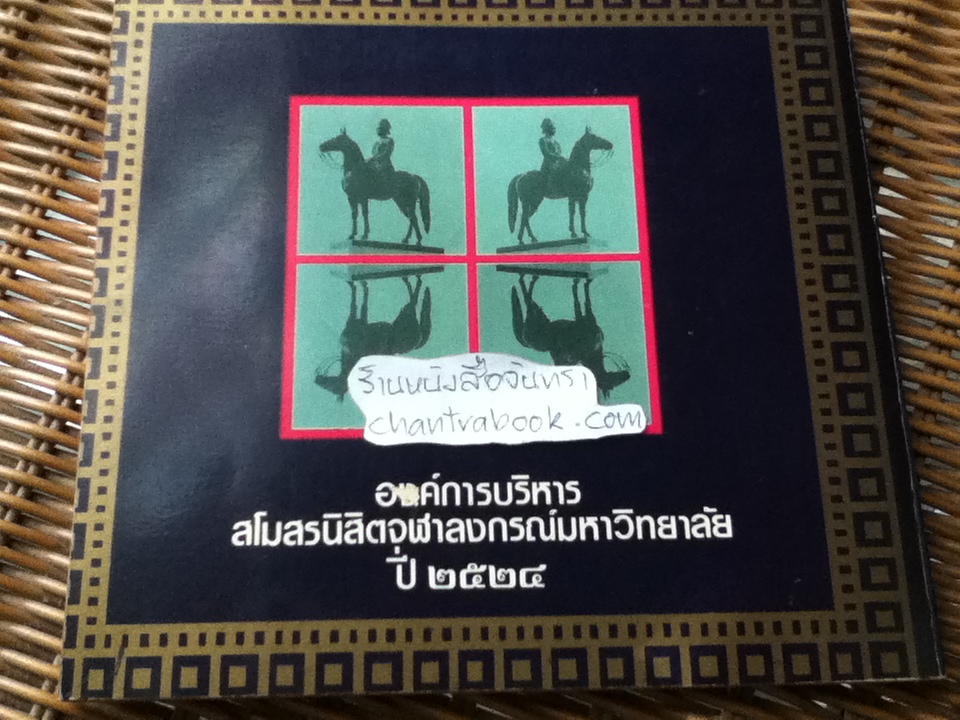 ร้านหนังสือจันทรา
chantrabook.com
องค์การบริหาร
สโมสรนิสิตจุฬาลงกรณ์มหาวิทยาลัย
ปี ๒๕๒๔